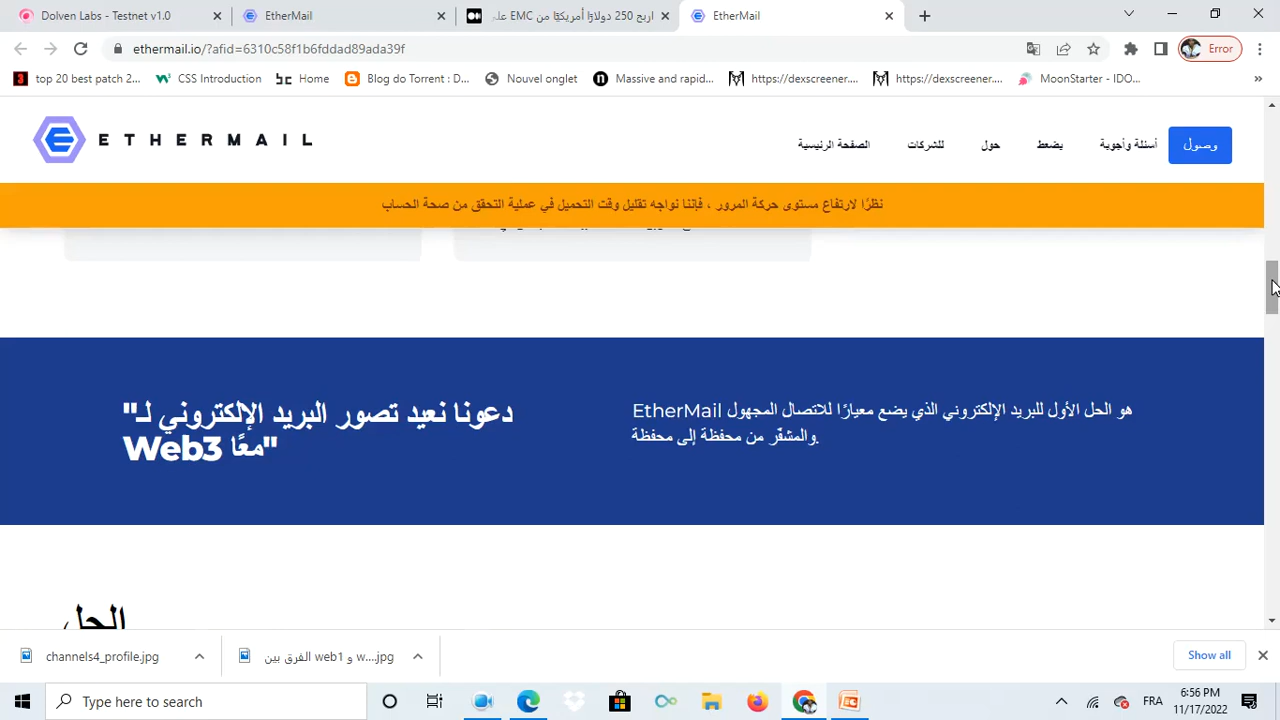 Dolven Labs - Testnet v1.0
EtherMail
اربح 250 دولارًا أمريكيًا من EMC علـ
EtherMail
ethermail.io/?afid=6310c58f1b6fddad89ada39f
Error
top 20 best patch 2...
CSS Introduction
Home
Blog do Torrent : D...
Nouvel onglet
Massive and rapid...
https://dexscreener....
https://dexscreener....
MoonStarter - IDO...
»
ETHERMAIL
الصفحة الرئيسية
للشركات
حول
يضعط
أسئلة وأجوبة
وصول
نظرًا لارتفاع مستوى حركة المرور ، فإننا نواجه تقليل وقت التحميل في عملية التحقق من صحة الحساب
"دعونا نعيد تصور البريد الإلكتروني لـ
Web3 معًا"
EtherMail هو الحل الأول للبريد الإلكتروني الذي يضع معيارًا للاتصال المجهول
والمشفّر من محفظة إلى محفظة.
الحل
channels4_profile.jpg
الفرق بين web1 و w....jpg
Show all
Type here to search
FRA
6:56 PM
11/17/2022